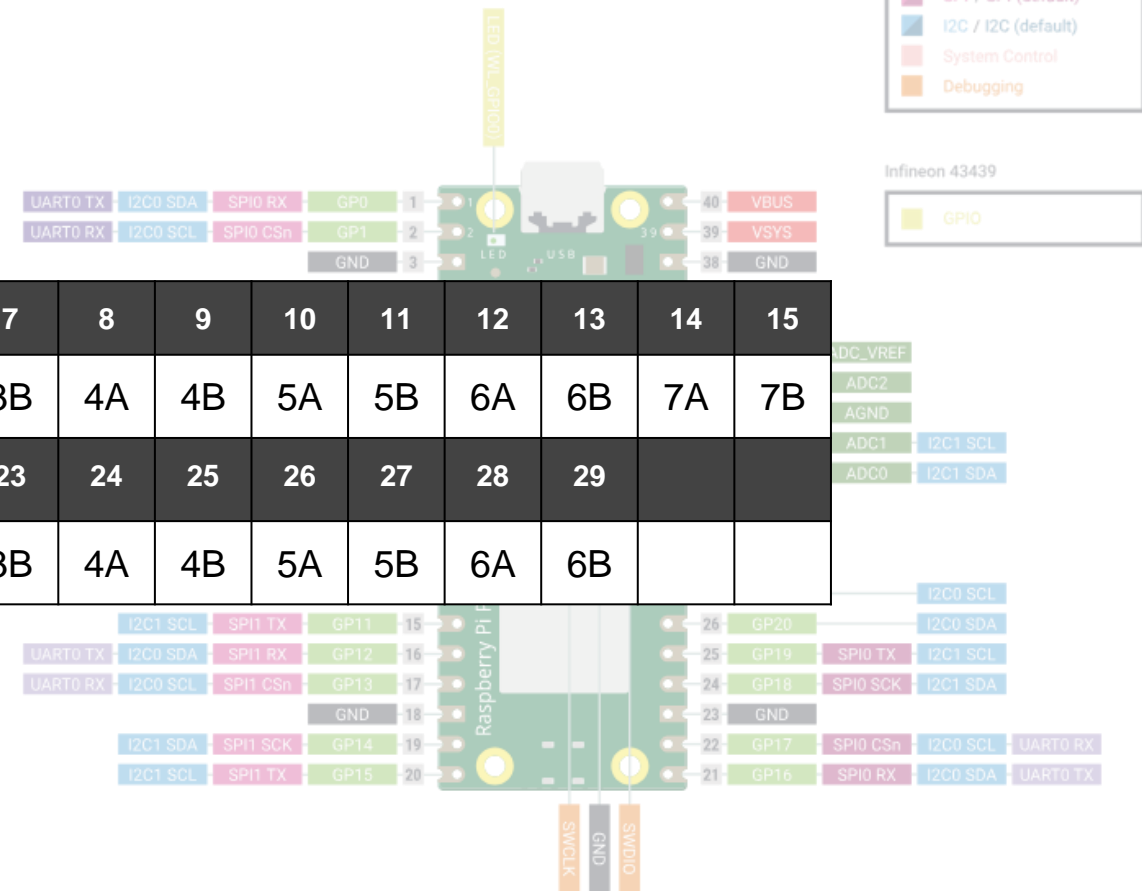 LED (WL_GPIO0)
I2C / I2C (default)
System Control
Debugging
Infineon 43439
GPIO
UART0 TX I2C0 SDA SPI0 RX GP0 1 1 40 VBUS
UART0 RX I2C0 SCL SPI0 CSn GP1 2 2 39 39 VSYS
GND 3 LED USB 38 GND
7 8 9 10 11 12 13 14 15
ADC_VREF
3B 4A 4B 5A 5B 6A 6B 7A 7B
ADC2
AGND
ADC1 I2C1 SCL
23 24 25 26 27 28 29
ADC0 I2C1 SDA
3B 4A 4B 5A 5B 6A 6B
I2C0 SCL
I2C1 SCL SPI1 TX GP11 15 26 GP20 I2C0 SDA
UART0 TX I2C0 SDA SPI1 RX GP12 16 25 GP19 SPI0 TX I2C1 SCL
UART0 RX I2C0 SCL SPI1 CSn GP13 17 24 GP18 SPI0 SCK I2C1 SDA
Raspberry Pi
GND 18 23 GND
I2C1 SDA SPI1 SCK GP14 19 22 GP17 SPI0 CSn I2C0 SCL UART0 RX
I2C1 SCL SPI1 TX GP15 20 21 GP16 SPI0 RX I2C0 SDA UART0 TX
SWCLK
GND
SWDIO